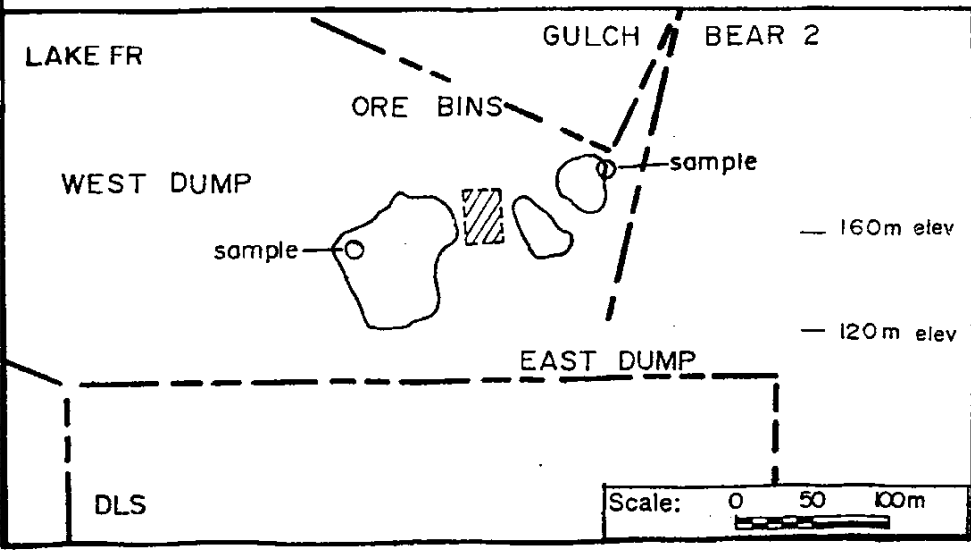 GULCH BEAR 2
LAKE FR
ORE BINS
sample
WEST DUMP
160m elev
sample
120m elev
EAST DUMP
DLS
Scale: 0 50 100m